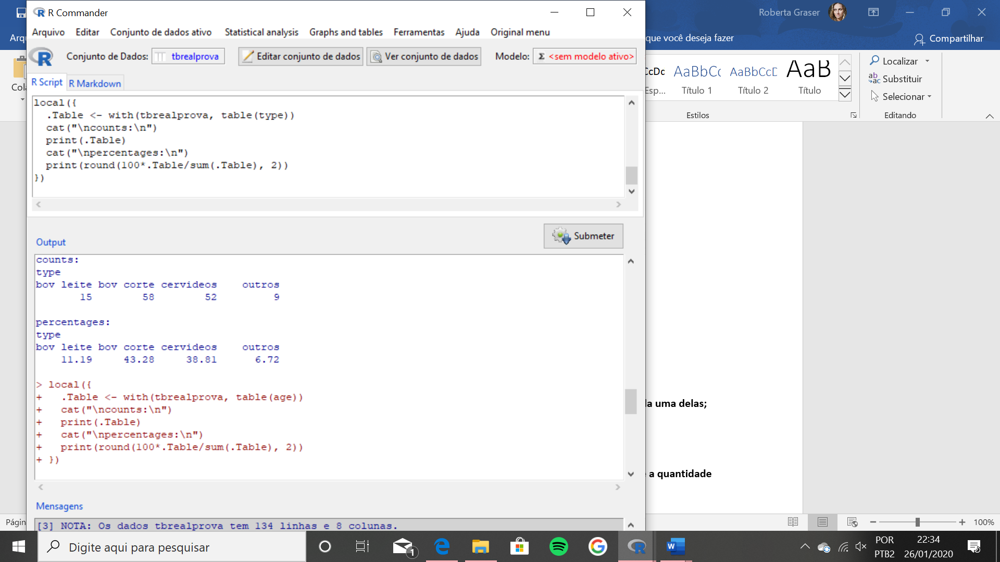 R Commander
Roberta Graser
Arquivo Editar Conjunto de dados ativo Statistical analysis Graphs and tables Ferramentas Ajuda Original menu
Arqu
que você deseja fazer
Compartilhar
Conjunto de Dados: tbrealprova Editar conjunto de dados Ver conjunto de dados Modelo: Σ <sem modelo ativo>
Cola
CcDc AaBbCc AaBbCcD AaB
Esp... Título 1 Título 2 Título
Localizar
Substituir
Selecionar
Estilos
Editando
R Script R Markdown
local({
  .Table <- with(tbrealprova, table(type))
  cat("\ncounts:\n")
  print(.Table)
  cat("\npercentages:\n")
  print(round(100*.Table/sum(.Table), 2))
})
Submeter
Output
counts:
type
bov leite bov corte cervideos    outros
       15        58        52         9
percentages:
type
bov leite bov corte cervideos    outros
    11.19     43.28     38.81      6.72
> local({
+   .Table <- with(tbrealprova, table(age))
+   cat("\ncounts:\n")
+   print(.Table)
+   cat("\npercentages:\n")
+   print(round(100*.Table/sum(.Table), 2))
+ })
la uma delas;
a quantidade
Mensagens
[3] NOTA: Os dados tbrealprova tem 134 linhas e 8 colunas.
Págin
100%
Digite aqui para pesquisar
1
POR
PTB2
22:34
26/01/2020